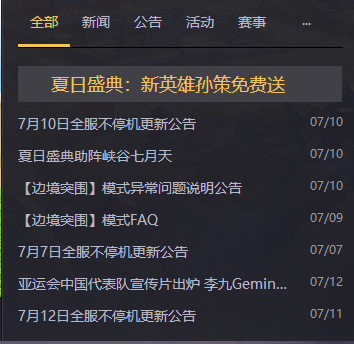 全部 新闻 公告 活动 赛事 ...
夏日盛典：新英雄孙策免费送
7月10日全服不停机更新公告 07/10
夏日盛典助阵峡谷七月天 07/10
【边境突围】模式异常问题说明公告 07/10
【边境突围】模式FAQ 07/09
7月7日全服不停机更新公告 07/07
亚运会中国代表队宣传片出炉 李九Gemin... 07/12
7月12日全服不停机更新公告 07/11